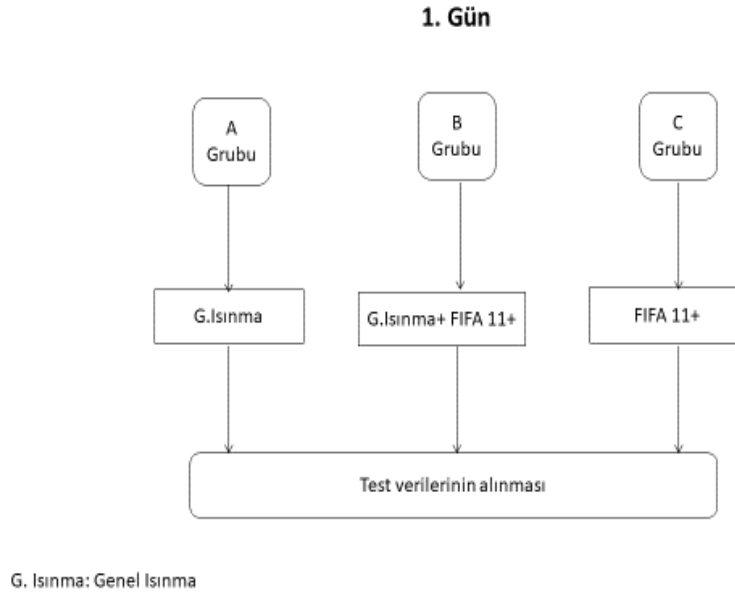 1. Gün
A
Grubu
B
Grubu
C
Grubu
G.Isınma
G.Isınma+ FIFA 11+
FIFA 11+
Test verilerinin alınması
G. Isınma: Genel Isınma